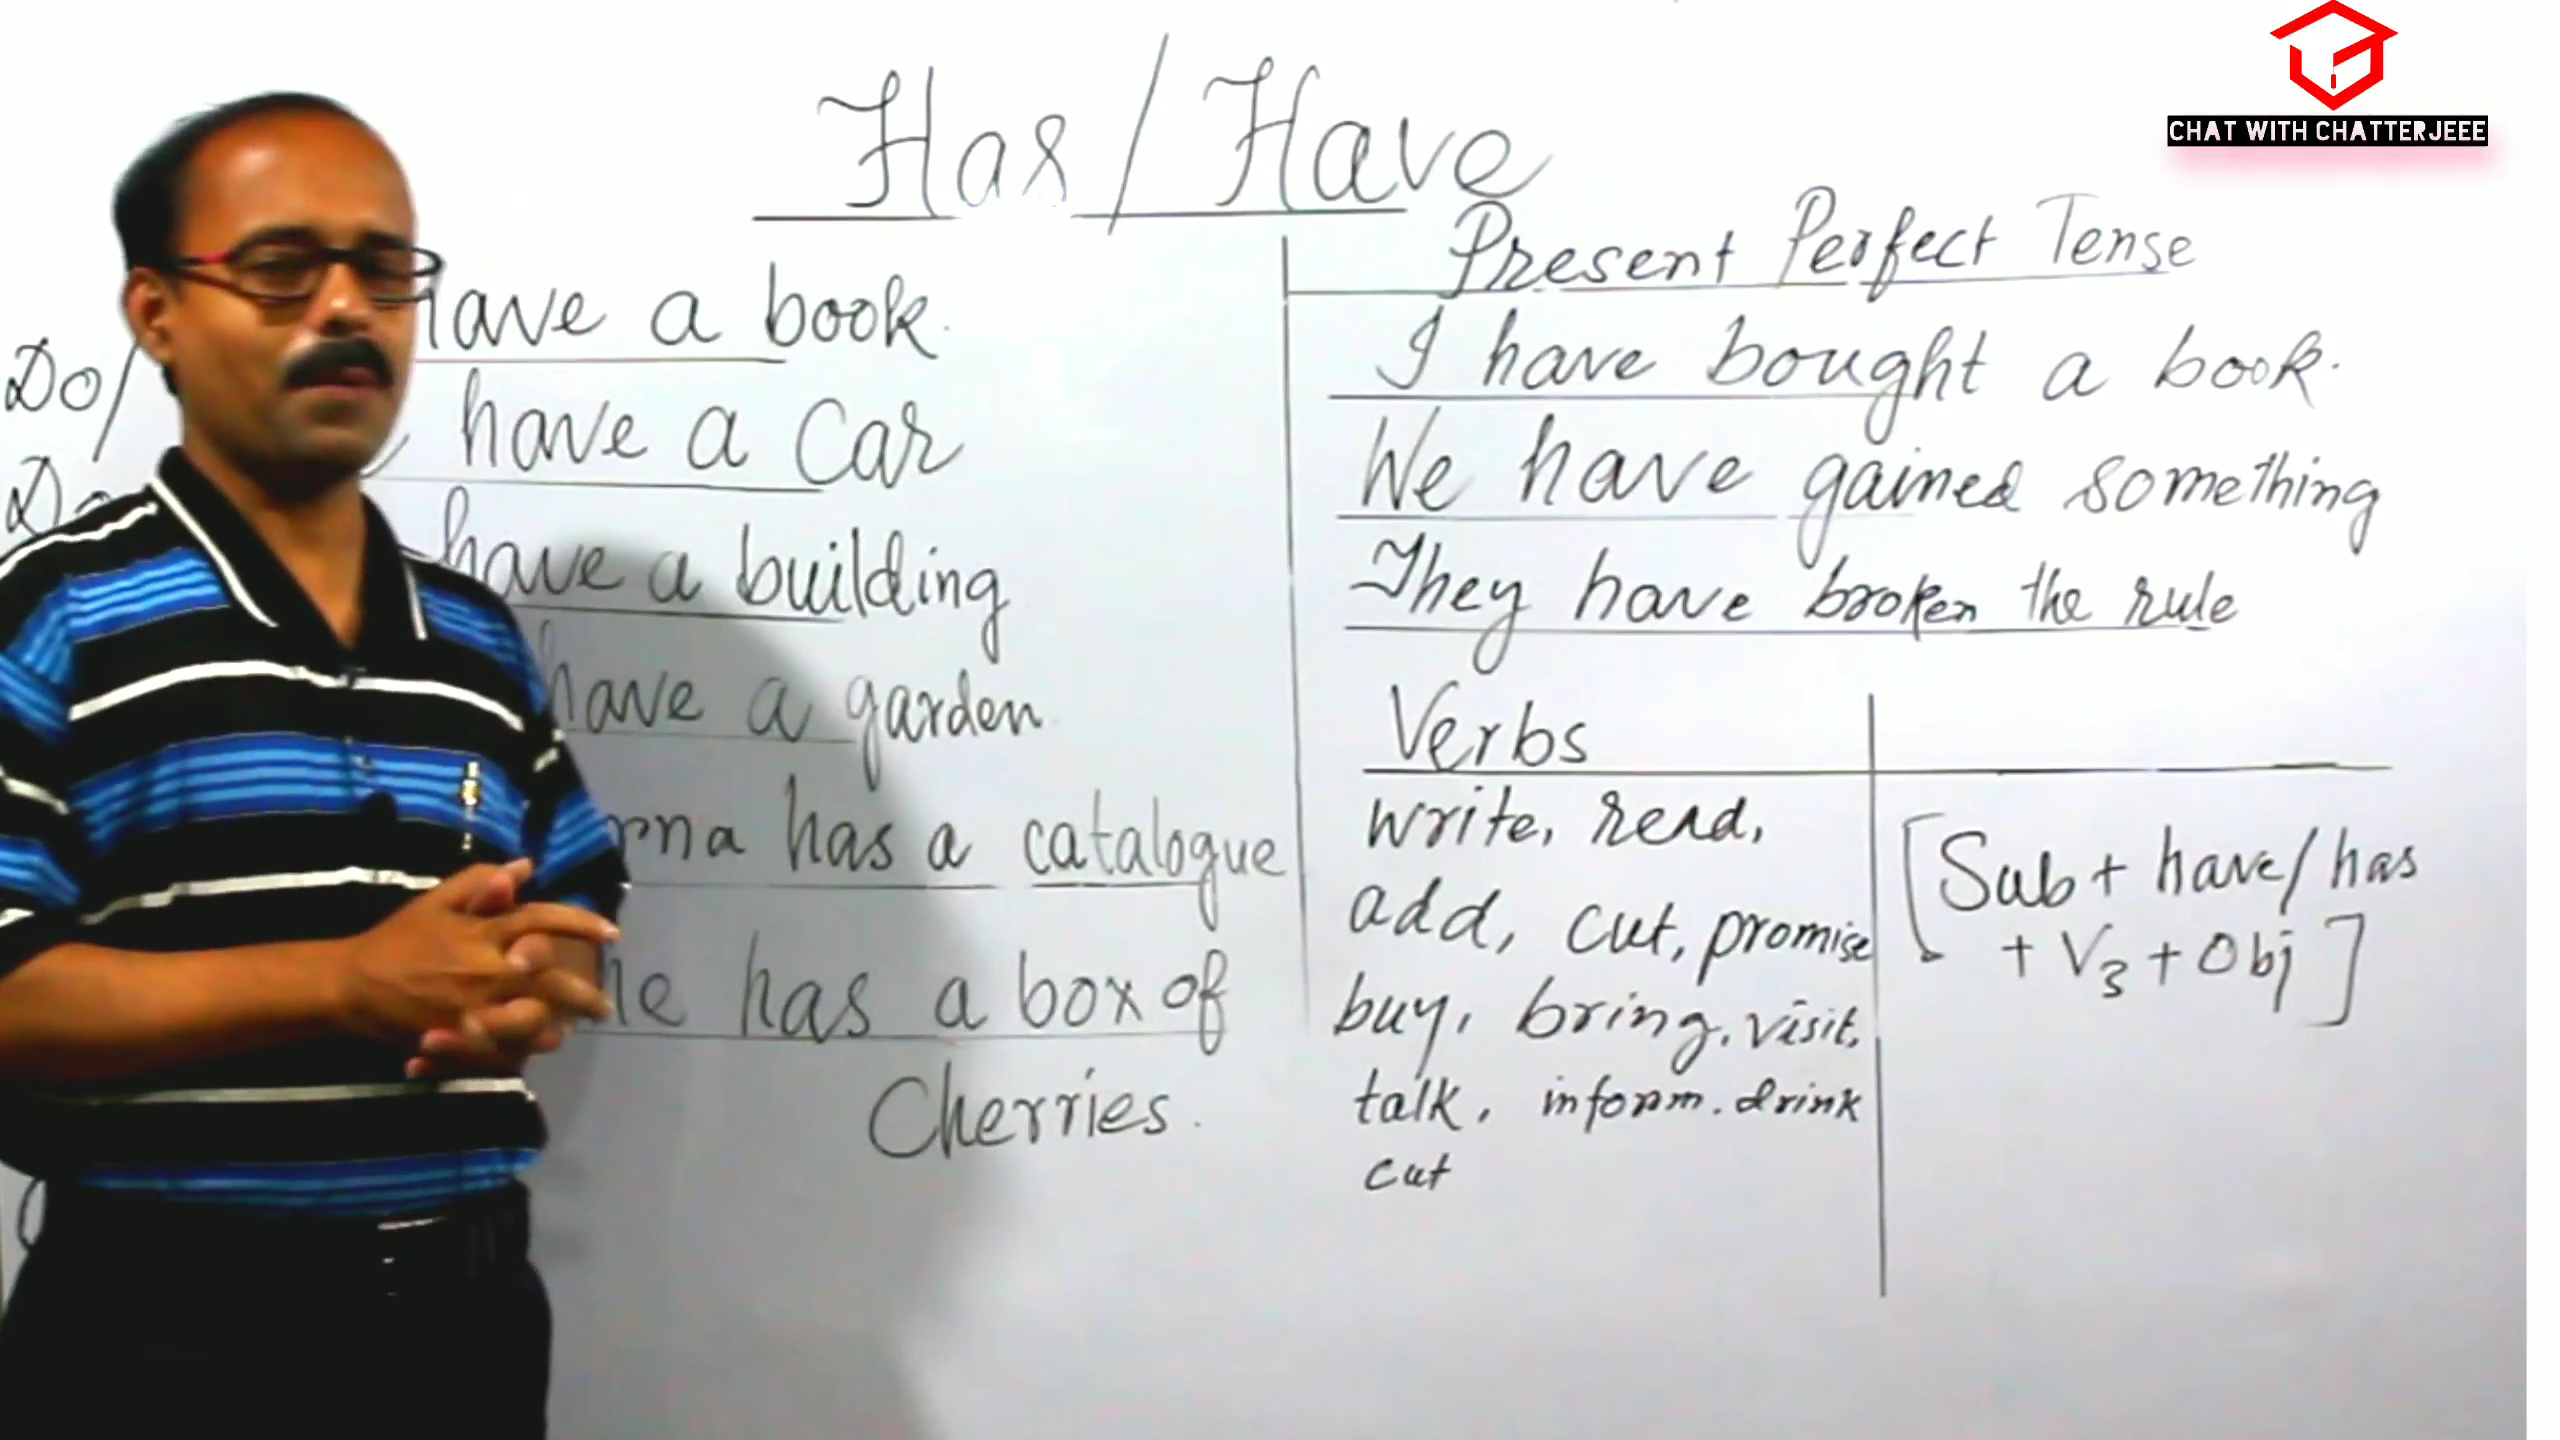 CHAT WITH CHATTERJEEE
Has/Have
Do/
have a book.
have a Car
have a building
have a garden
has a catalogue
has a box of
Cherries.
Present Perfect Tense
I have bought a book.
We have gained something
They have broken the rule
Verbs
write, read,
add, cut, promise
buy, bring, visit,
talk, inform. drink
cut
[Sub + have/has
+ V3 + Obj]